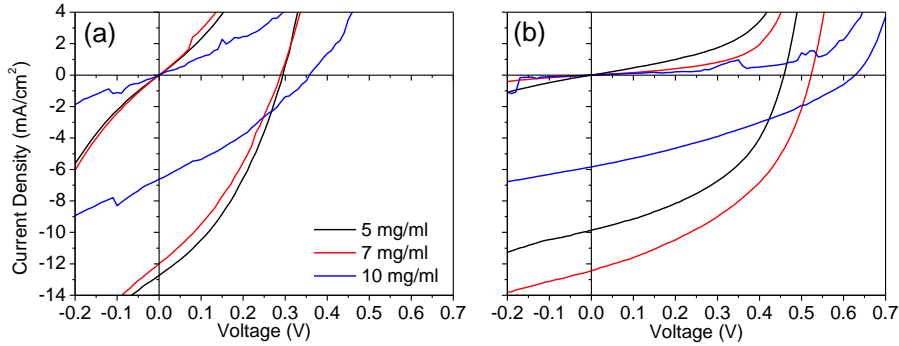 (a)
(b)
4
2
0
-2
-4
-6
-8
-10
-12
-14
Current Density (mA/cm²)
5 mg/ml
7 mg/ml
10 mg/ml
-0.2 -0.1 0.0 0.1 0.2 0.3 0.4 0.5 0.6 0.7
-0.2 0.0 0.1 0.2 0.3 0.4 0.5 0.6 0.7
Voltage (V)
Voltage (V)